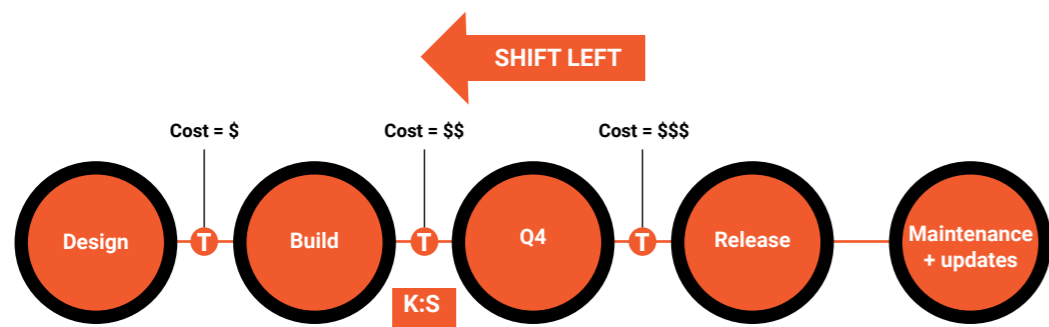 SHIFT LEFT
Cost = $
Cost = $$
Cost = $$$
Design
T
Build
T
Q4
T
Release
Maintenance
+ updates
K:S